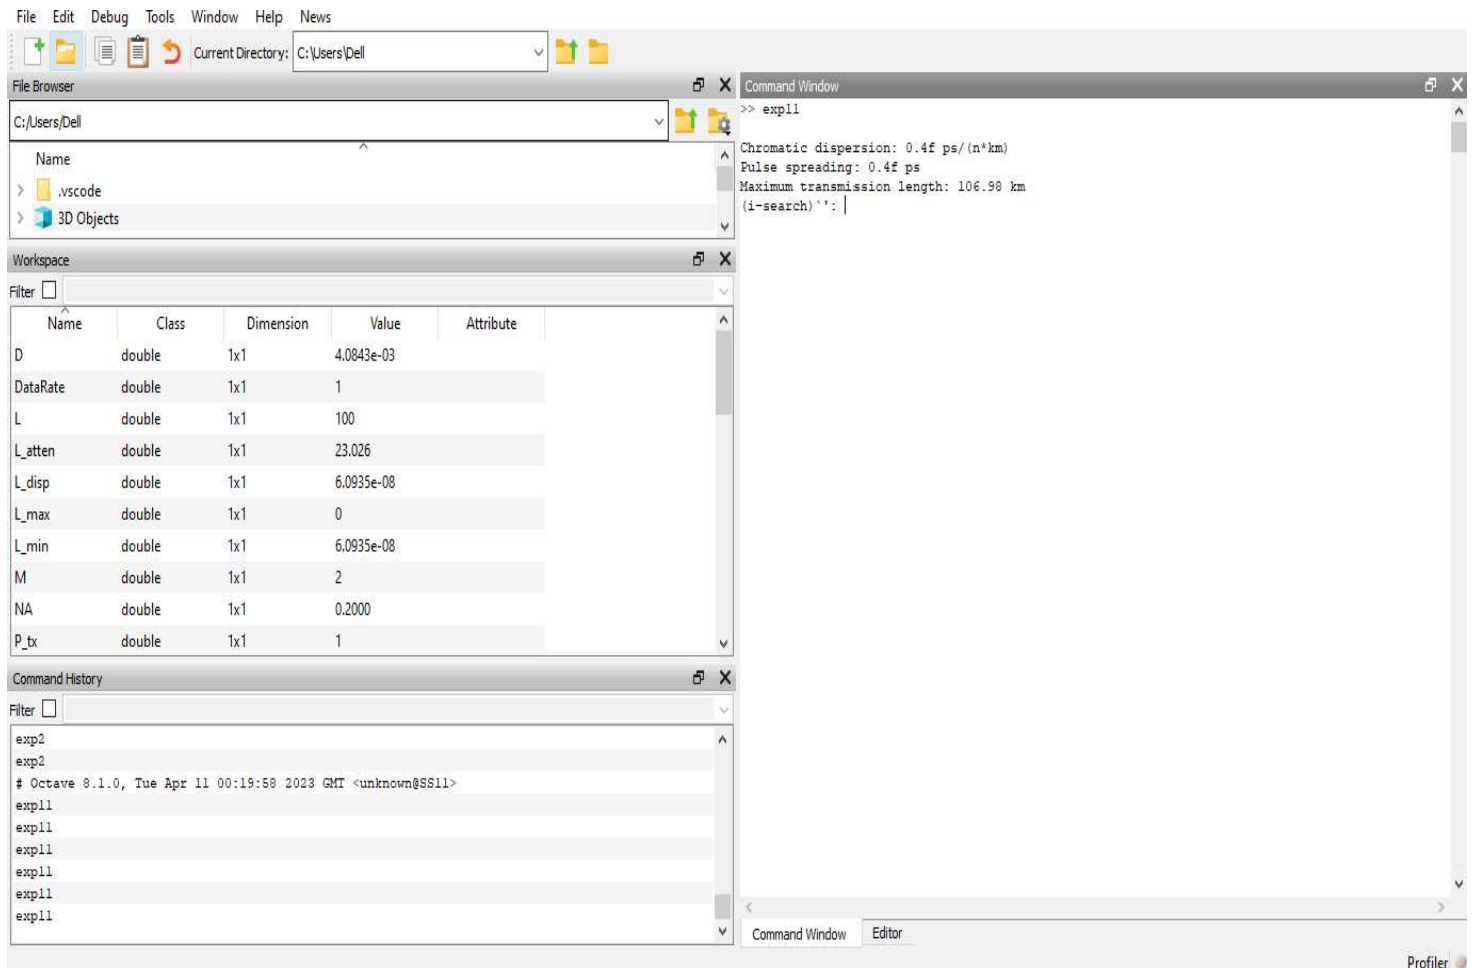 File Edit Debug Tools Window Help News
Current Directory: C:\Users\Dell
File Browser
C:/Users/Dell
Name
.vscode
3D Objects
Workspace
Filter
Name Class Dimension Value Attribute
D double 1x1 4.0843e-03
DataRate double 1x1 1
L double 1x1 100
L_atten double 1x1 23.026
L_disp double 1x1 6.0935e-08
L_max double 1x1 0
L_min double 1x1 6.0935e-08
M double 1x1 2
NA double 1x1 0.2000
P_tx double 1x1 1
Command History
Filter
exp2
exp2
# Octave 8.1.0, Tue Apr 11 00:19:58 2023 GMT <unknown@SS11>
exp11
exp11
exp11
exp11
exp11
exp11
Command Window
>> exp11
Chromatic dispersion: 0.4f ps/(n*km)
Pulse spreading: 0.4f ps
Maximum transmission length: 106.98 km
(i-search)`':
Command Window Editor
Profiler